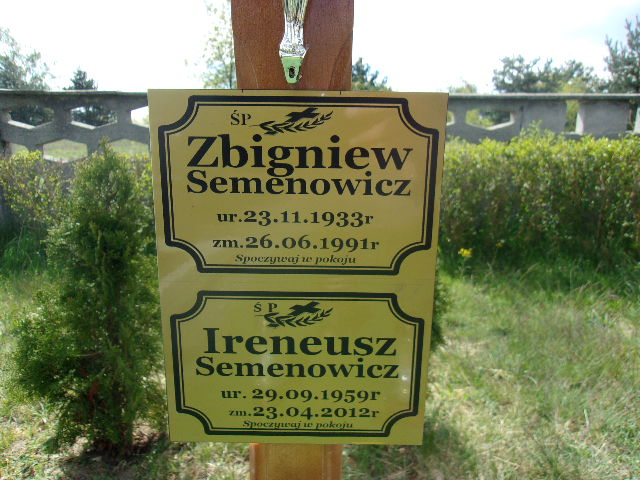 ŚP
Zbigniew
Semenowicz
ur.23.11.1933r
zm.26.06.1991r
Spoczywaj w pokoju
Ś P
Ireneusz
Semenowicz
ur. 29.09.1959r
zm.23.04.2012r
Spoczywaj w pokoju